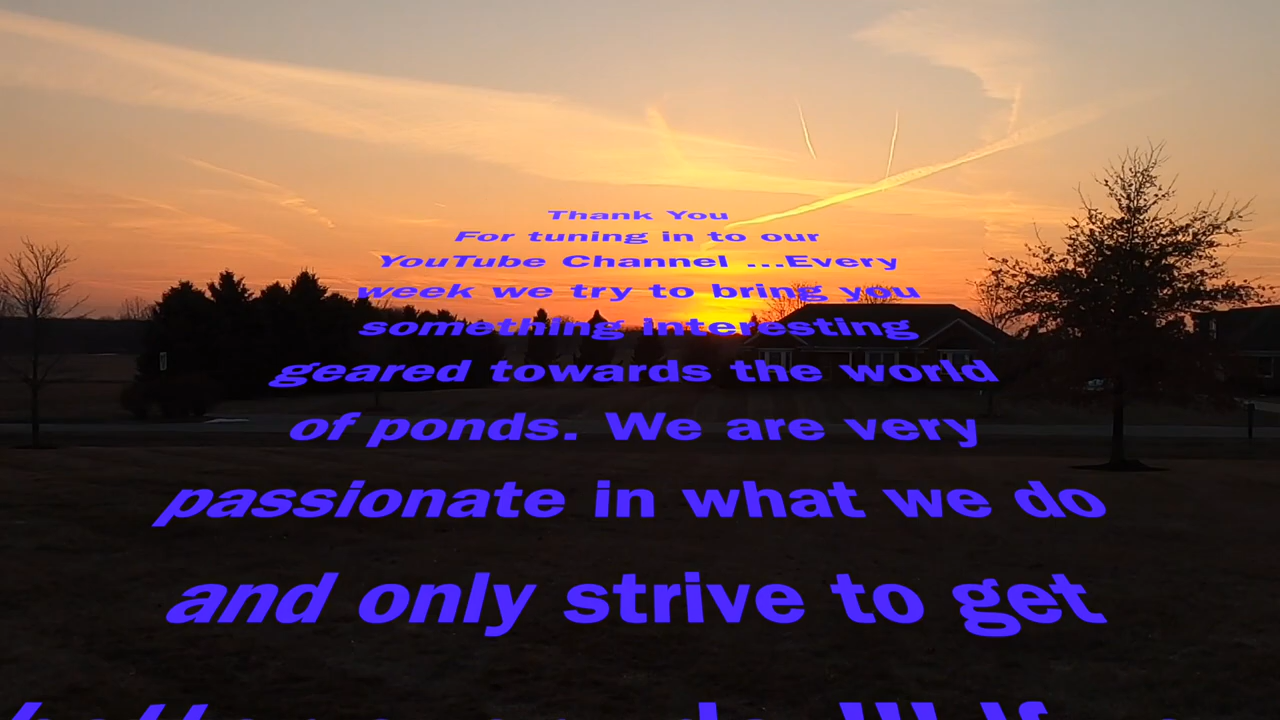 Thank You
For tuning in to our
YouTube Channel ...Every
week we try to bring you
something interesting
geared towards the world
of ponds. We are very
passionate in what we do
and only strive to get